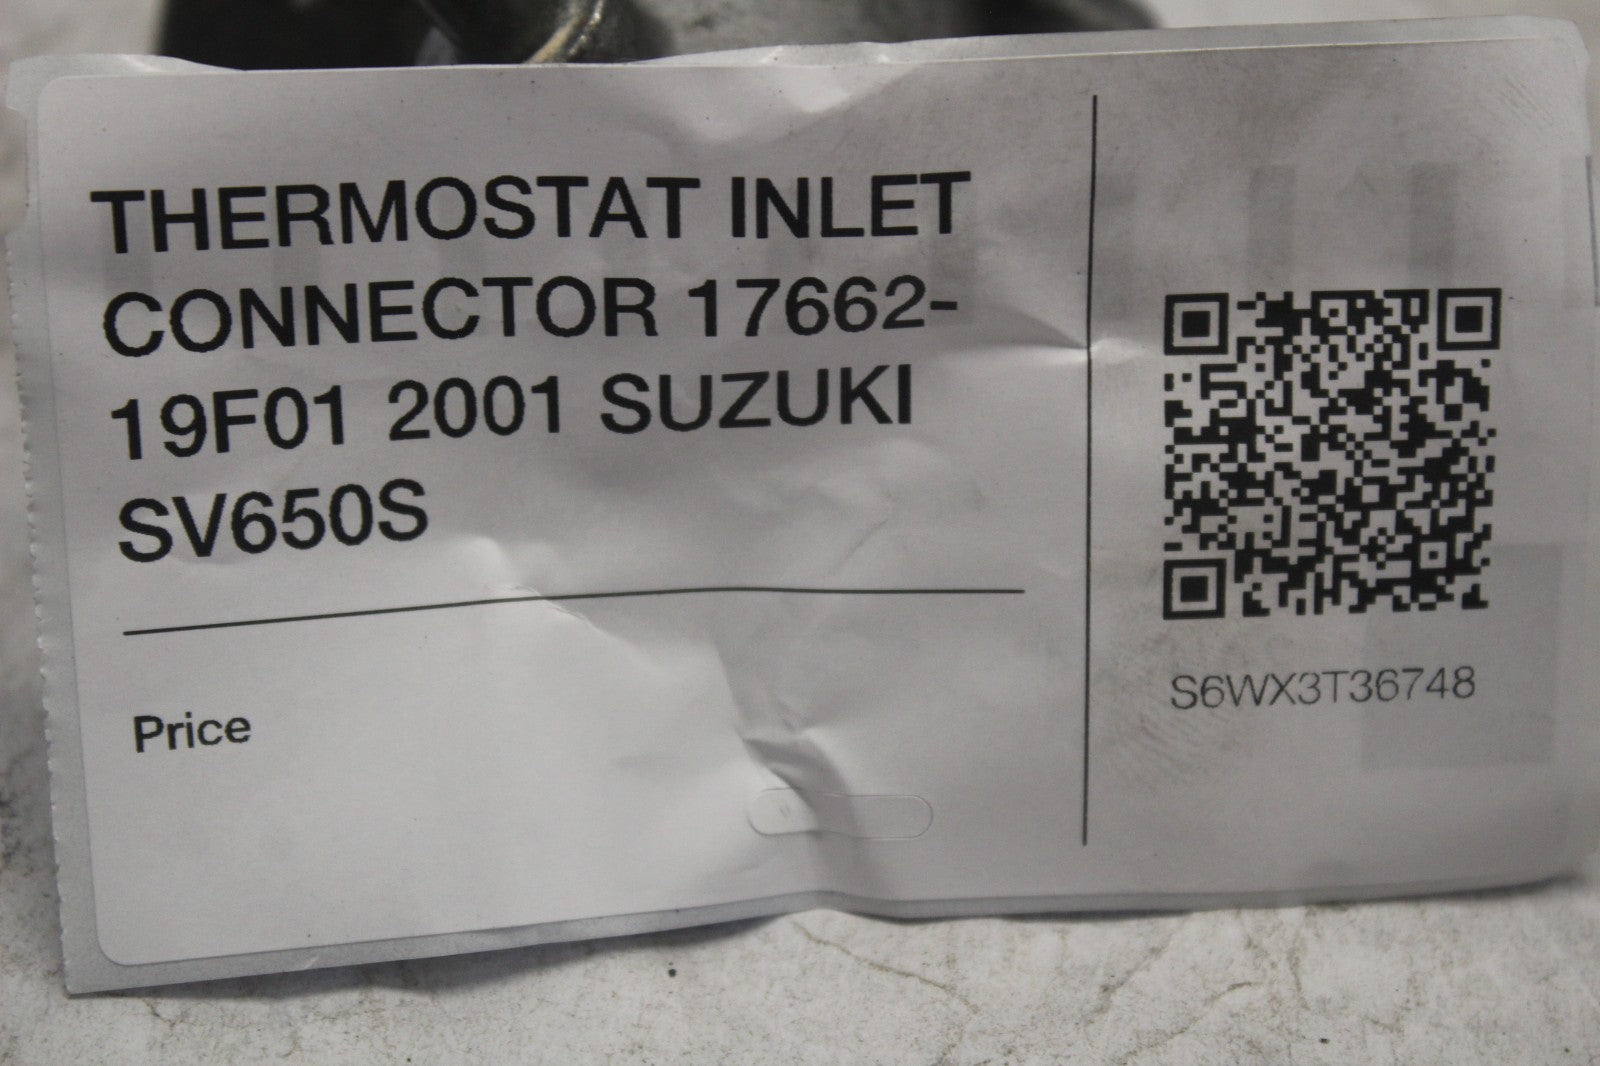 THERMOSTAT INLET
CONNECTOR 17662-
19F01 2001 SUZUKI
SV650S
Price
S6WX3T36748